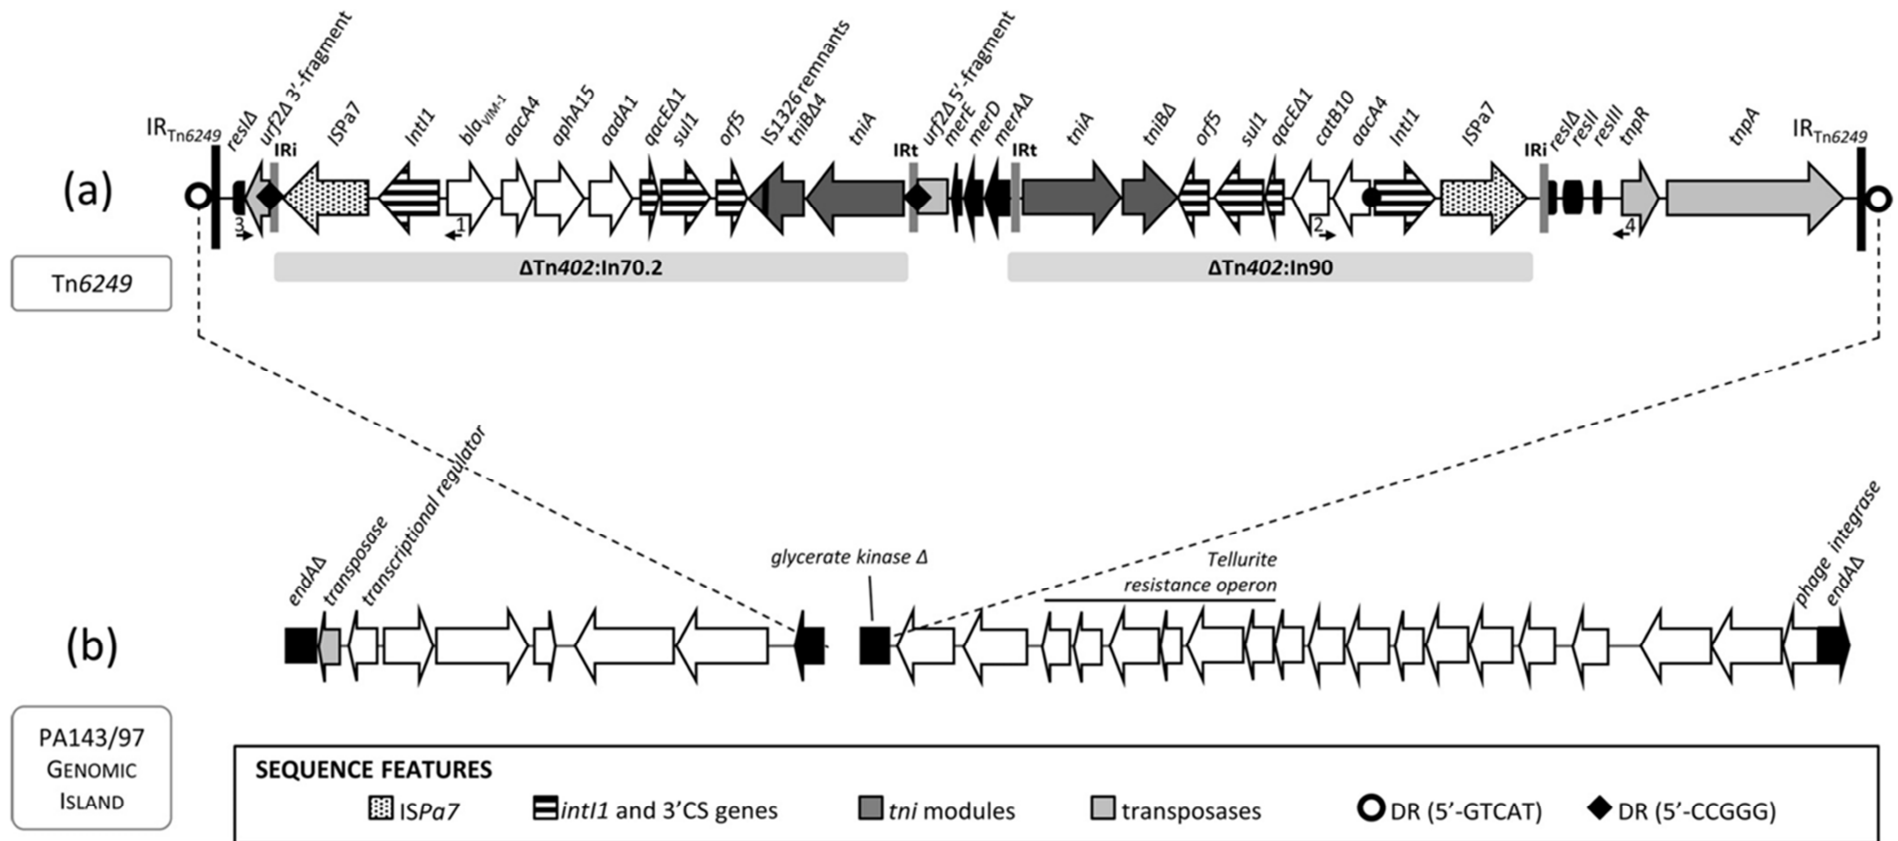 (a)
IR Tn6249
resIΔ
urf2Δ 3′-fragment
IRi
ISPa7
IntI1
blaVIM-1
aacA4
aphA15
aadA1
qacEΔ1
sul1
orf5
IS1326 remnants
tniBΔ4
tniA
IRt
urf2Δ 5′-fragment
merE
merD
merAΔ
IRt
tniA
tniBΔ
orf5
sul1
qacEΔ1
catB10
aacA4
IntI1
ISPa7
IRi
resIΔ
resII
resIII
tnpR
tnpA
IR Tn6249
3
1
2
4
ΔTn402:In70.2
ΔTn402:In90
Tn6249
(b)
endAΔ
transposase
transcriptional regulator
glycerate kinase Δ
Tellurite
resistance operon
phage integrase
endAΔ
PA143/97
GENOMIC
ISLAND
SEQUENCE FEATURES
ISPa7
intI1 and 3’CS genes
tni modules
transposases
DR (5’-GTCAT)
DR (5’-CCGGG)